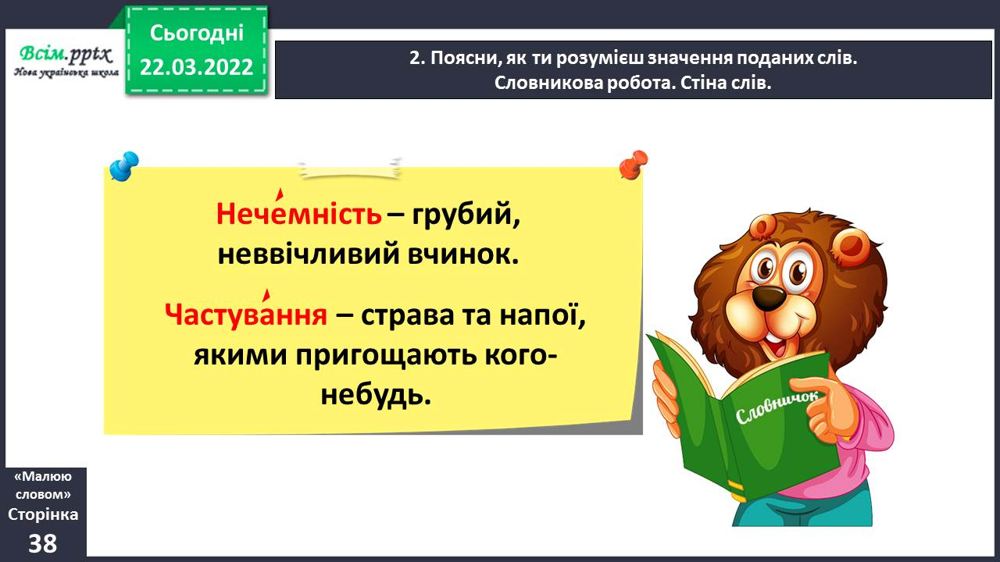 Всім.pptx
Нова українська школа
Сьогодні
22.03.2022
2. Поясни, як ти розумієш значення поданих слів.
Словникова робота. Стіна слів.
Нече́мність – грубий,
неввічливий вчинок.
Частува́ння – страва та напої,
якими пригощають кого-
небудь.
Словничок
«Малюю
словом»
Сторінка
38